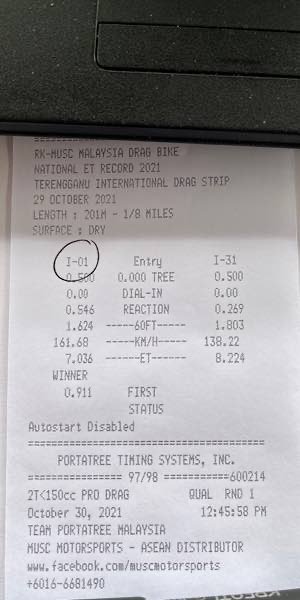 RK-MUSC MALAYSIA DRAG BIKE
NATIONAL ET RECORD 2021
TERENGGANU INTERNATIONAL DRAG STRIP
29 OCTOBER 2021
LENGTH : 201M - 1/8 MILES
SURFACE : DRY
I-01 Entry I-31
0.500 0.000 TREE 0.500
0.00 DIAL-IN 0.00
0.546 REACTION 0.269
1.624 -----60FT------ 1.803
161.68 -----KM/H----- 138.22
7.036 ------ET------ 8.224
WINNER
0.911 FIRST
STATUS
Autostart Disabled
=====================================
PORTATREE TIMING SYSTEMS, INC.
=============== 97/98 ==========600214
2T<150cc PRO DRAG QUAL RND 1
October 30, 2021 12:45:58 PM
TEAM PORTATREE MALAYSIA
MUSC MOTORSPORTS - ASEAN DISTRIBUTOR
www.facebook.com/muscmotorsports
+6016-6681490